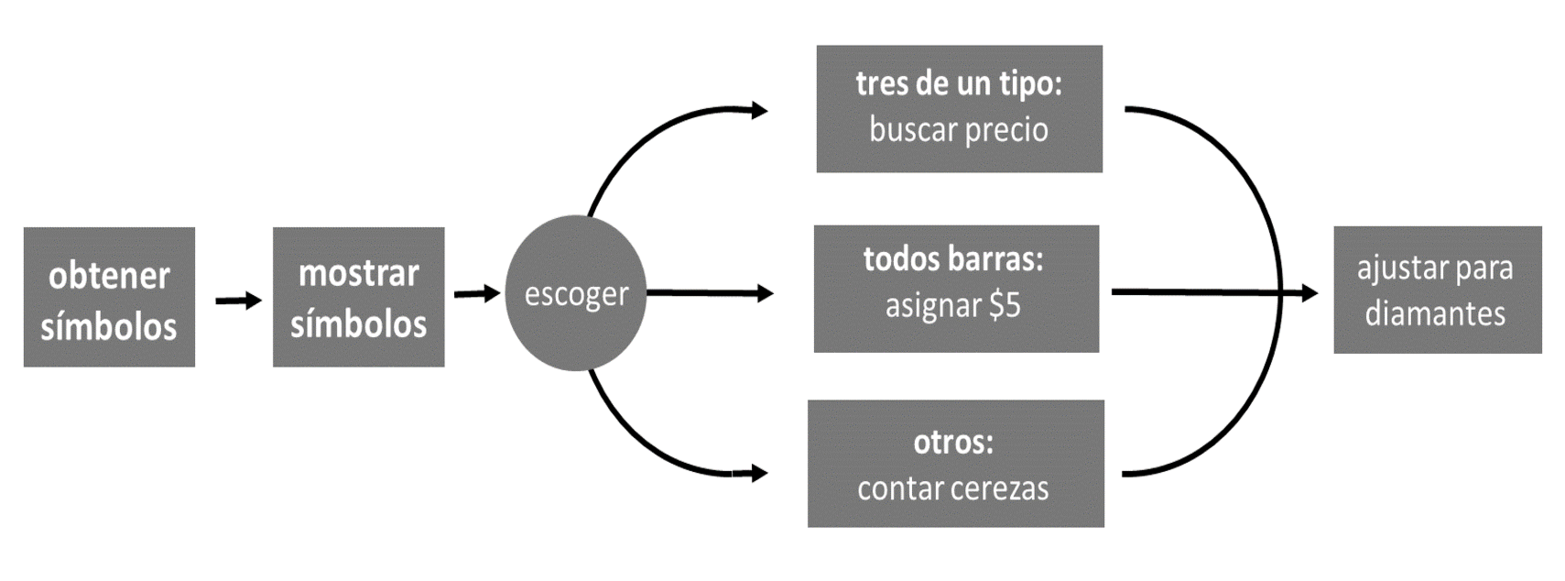 obtener
símbolos
mostrar
símbolos
escoger
tres de un tipo:
buscar precio
todos barras:
asignar $5
otros:
contar cerezas
ajustar para
diamantes